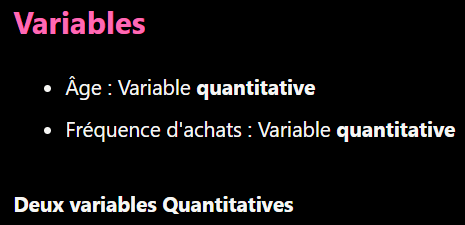 Variables
Âge : Variable quantitative
Fréquence d'achats : Variable quantitative
Deux variables Quantitatives